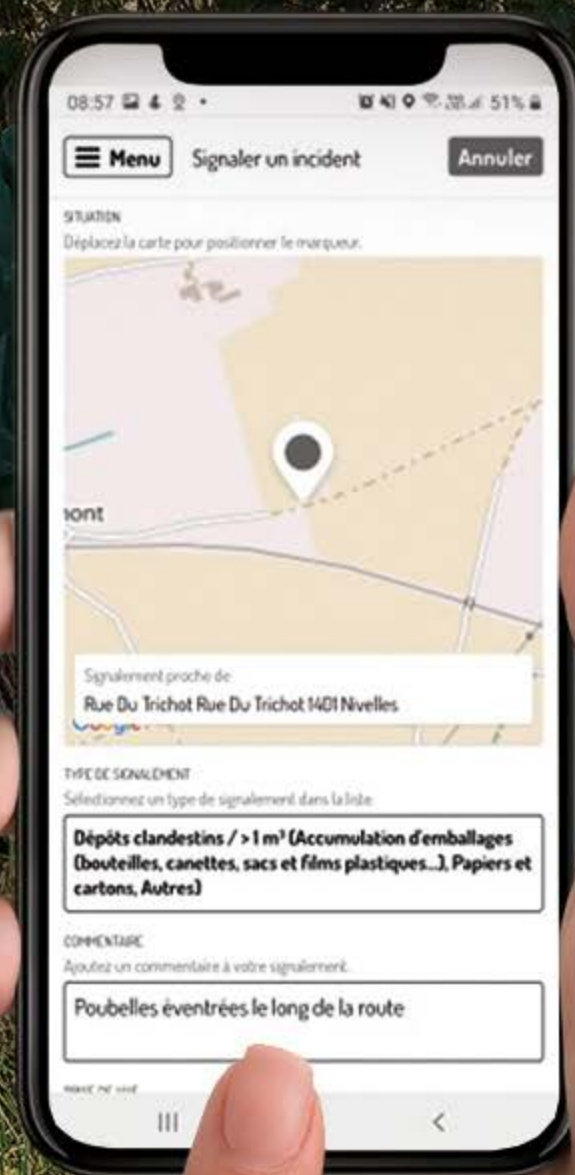 08:57
51%
Menu
Signaler un incident
Annuler
SITUATION
Déplacez la carte pour positionner le marqueur.
mont
Signalement proche de
Rue Du Trichot Rue Du Trichot 1401 Nivelles
Google
TYPE DE SIGNALEMENT
Sélectionnez un type de signalement dans la liste
Dépôts clandestins / > 1 m³ (Accumulation d'emballages
(bouteilles, canettes, sacs et films plastiques...), Papiers et
cartons, Autres)
COMMENTAIRE
Ajoutez un commentaire à votre signalement.
Poubelles éventrées le long de la route